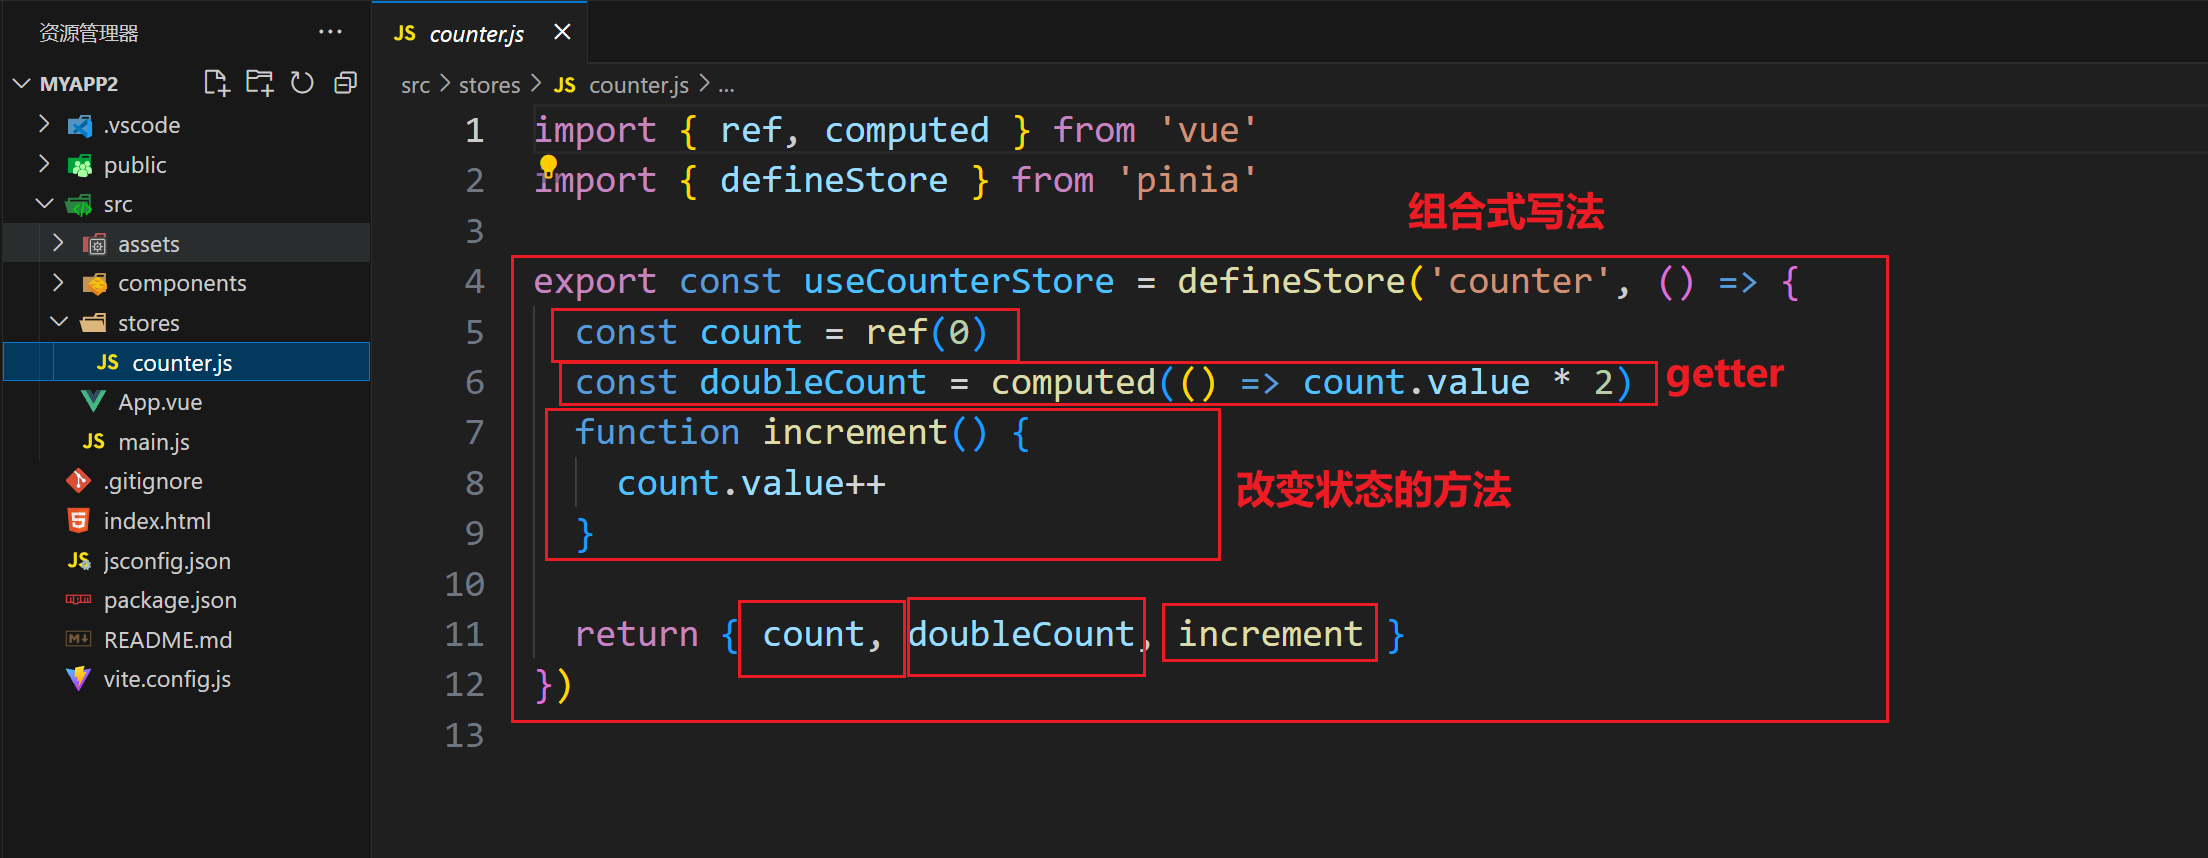 资源管理器
MYAPP2
.vscode
public
src
assets
components
stores
JS counter.js
App.vue
JS main.js
.gitignore
index.html
JS jsconfig.json
package.json
README.md
vite.config.js
JS counter.js
src > stores > JS counter.js > ...
1 import { ref, computed } from 'vue'
2 import { defineStore } from 'pinia'
组合式写法
3
4 export const useCounterStore = defineStore('counter', () => {
5 const count = ref(0)
6 const doubleCount = computed(() => count.value * 2)
getter
7 function increment() {
8 count.value++
改变状态的方法
9 }
10
11 return { count, doubleCount, increment }
12 })
13